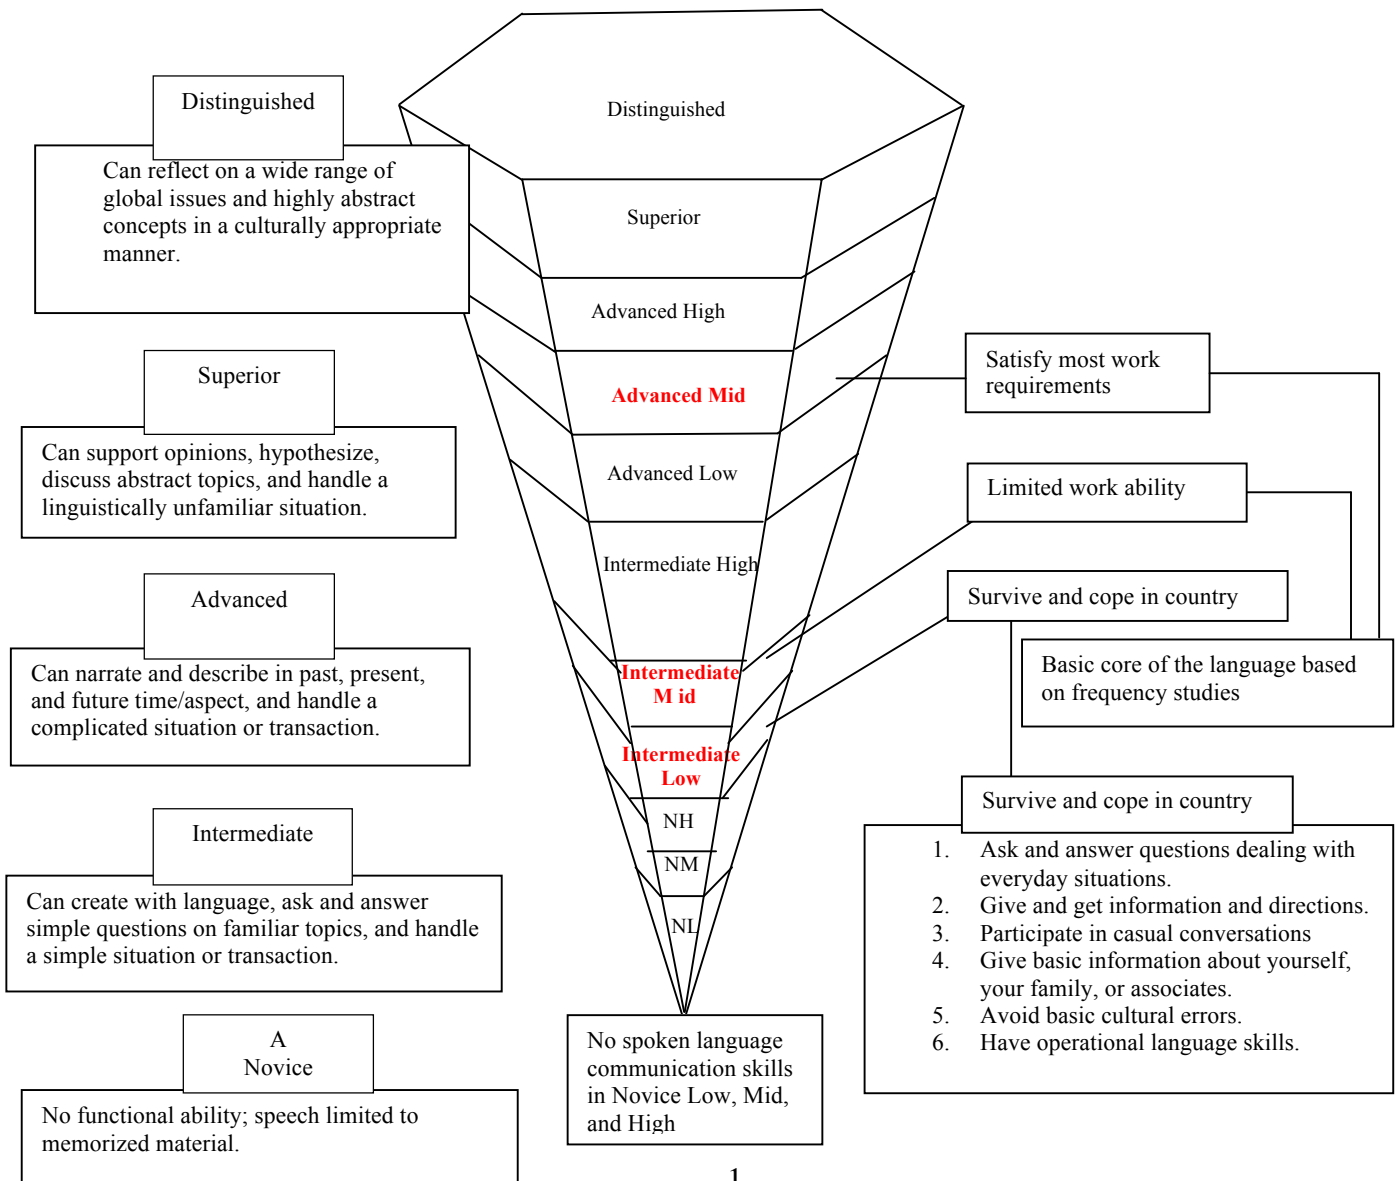 Distinguished
Can reflect on a wide range of
global issues and highly abstract
concepts in a culturally appropriate
manner.
Superior
Can support opinions, hypothesize,
discuss abstract topics, and handle a
linguistically unfamiliar situation.
Advanced
Can narrate and describe in past, present,
and future time/aspect, and handle a
complicated situation or transaction.
Intermediate
Can create with language, ask and answer
simple questions on familiar topics, and handle
a simple situation or transaction.
A
Novice
No functional ability; speech limited to
memorized material.
Distinguished
Superior
Advanced High
Advanced Mid
Advanced Low
Intermediate High
Intermediate
M id
Intermediate
Low
NH
NM
NL
No spoken language
communication skills
in Novice Low, Mid,
and High
Satisfy most work
requirements
Limited work ability
Survive and cope in country
Basic core of the language based
on frequency studies
Survive and cope in country
1. Ask and answer questions dealing with
everyday situations.
2. Give and get information and directions.
3. Participate in casual conversations
4. Give basic information about yourself,
your family, or associates.
5. Avoid basic cultural errors.
6. Have operational language skills.
1